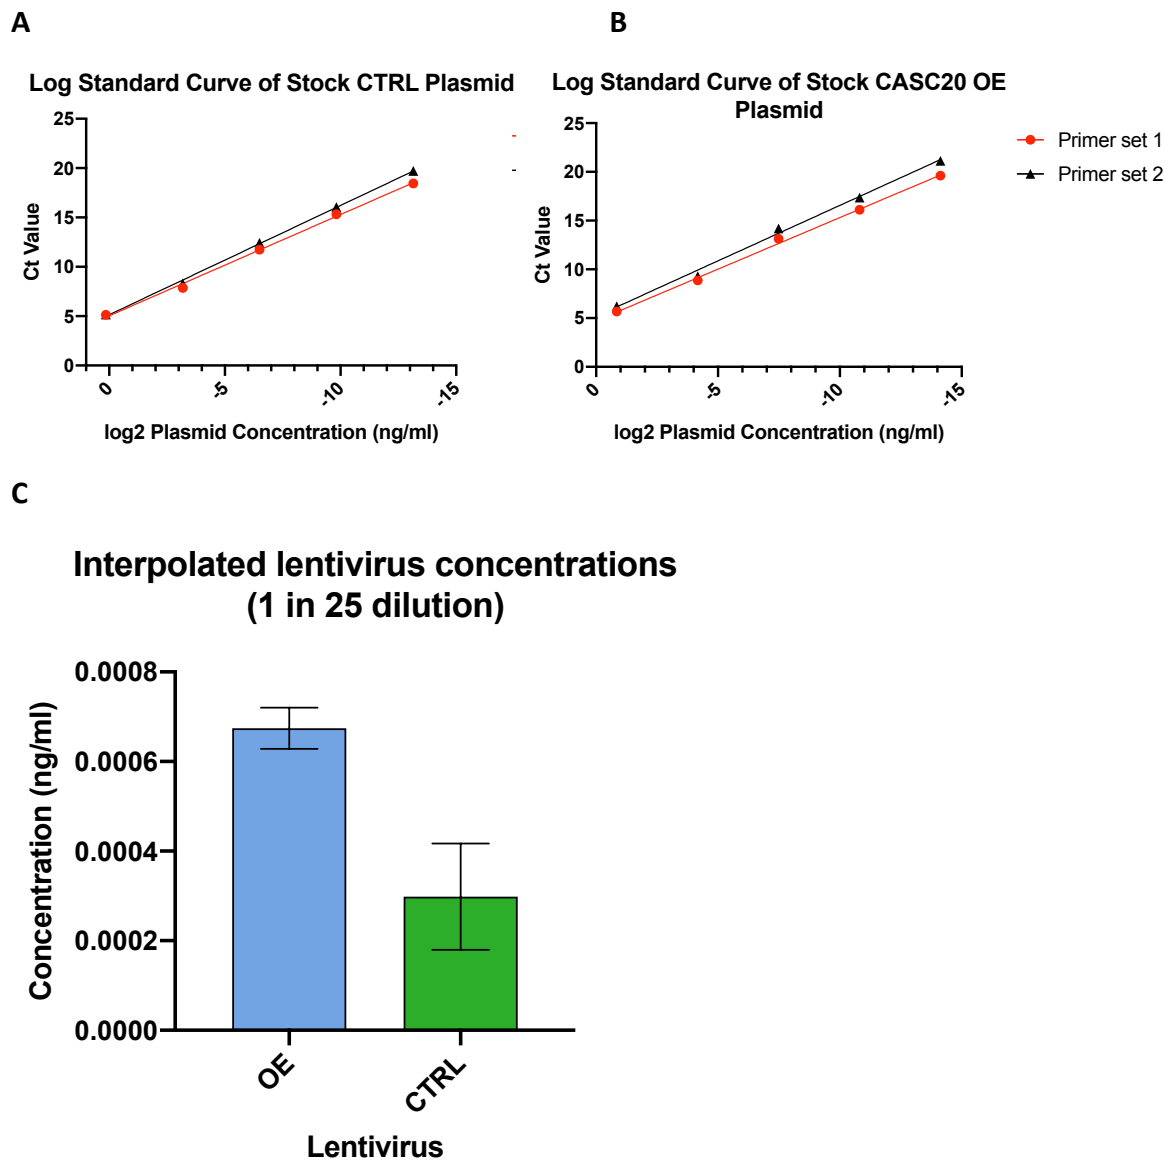 A
B
Log Standard Curve of Stock CTRL Plasmid
25
20
15
10
5
0
Ct Value
0
-5
-10
-15
log2 Plasmid Concentration (ng/ml)
Log Standard Curve of Stock CASC20 OE
Plasmid
25
20
15
10
5
0
Ct Value
0
-5
-10
-15
log2 Plasmid Concentration (ng/ml)
Primer set 1
Primer set 2
C
Interpolated lentivirus concentrations
(1 in 25 dilution)
0.0008
0.0006
0.0004
0.0002
0.0000
Concentration (ng/ml)
OE
CTRL
Lentivirus